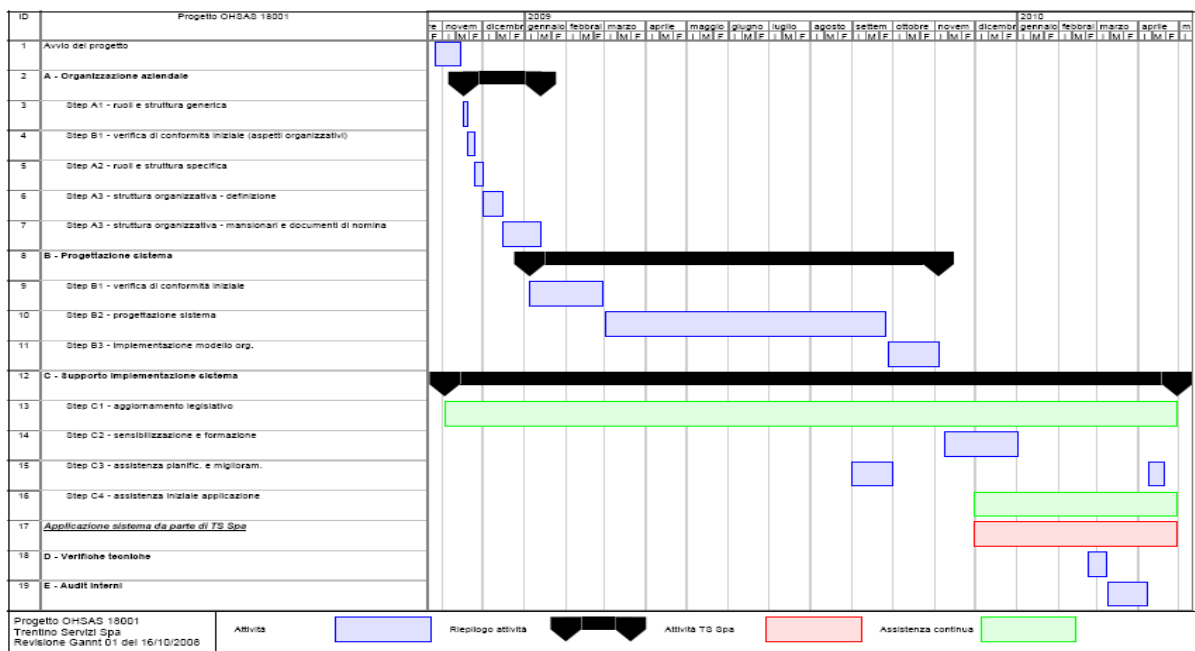 ID Progetto OHSAS 18001 2009 2010
re novem dicembr gennaio febbrai marzo aprile maggio giugno luglio agosto settem ottobre novem dicembr gennaio febbrai marzo aprile m
F I M F I M F I M F I M F I M F I M F I M F I M F I M F I M F I M F I M F I M F I M F I M F I M F I M F I M F I
1 Avvio del progetto
2 A - Organizzazione aziendale
3 Step A1 - ruoli e struttura generica
4 Step B1 - verifica di conformità iniziale (aspetti organizzativi)
5 Step A2 - ruoli e struttura specifica
6 Step A3 - struttura organizzativa - definizione
7 Step A3 - struttura organizzativa - mansionari e documenti di nomina
8 B - Progettazione sistema
9 Step B1 - verifica di conformità iniziale
10 Step B2 - progettazione sistema
11 Step B3 - implementazione modello org.
12 C - Supporto implementazione sistema
13 Step C1 - aggiornamento legislativo
14 Step C2 - sensibilizzazione e formazione
15 Step C3 - assistenza planific. e miglioram.
16 Step C4 - assistenza iniziale applicazione
17 Applicazione sistema da parte di TS Spa
18 D - Verifiche tecniche
19 E - Audit interni
Progetto OHSAS 18001
Trentino Servizi Spa
Revisione Gannt 01 del 16/10/2008
Attività Riepilogo attività Attività TS Spa Assistenza continua